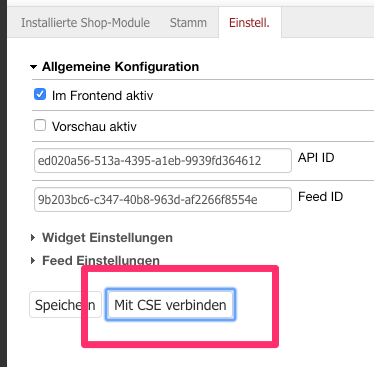 Installierte Shop-Module Stamm Einstell.
Allgemeine Konfiguration
Im Frontend aktiv
Vorschau aktiv
ed020a56-513a-4395-a1eb-9939fd364612 API ID
9b203bc6-c347-40b8-963d-af2266f8554e Feed ID
Widget Einstellungen
Feed Einstellungen
Speichern Mit CSE verbinden